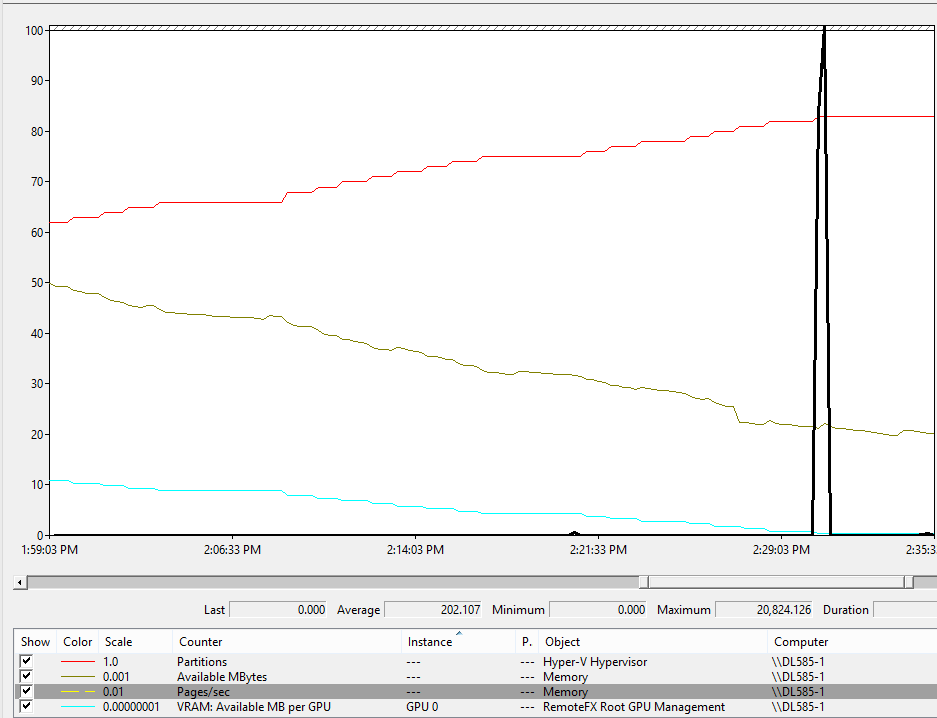 100
90
80
70
60
50
40
30
20
10
0
1:59:03 PM 2:06:33 PM 2:14:03 PM 2:21:33 PM 2:29:03 PM 2:35:3
Last 0.000 Average 202.107 Minimum 0.000 Maximum 20,824.126 Duration
Show Color Scale Counter Instance P. Object Computer
1.0 Partitions --- --- Hyper-V Hypervisor \\DL585-1
0.001 Available MBytes --- --- Memory \\DL585-1
0.01 Pages/sec --- --- Memory \\DL585-1
0.00000001 VRAM: Available MB per GPU GPU 0 --- RemoteFX Root GPU Management \\DL585-1